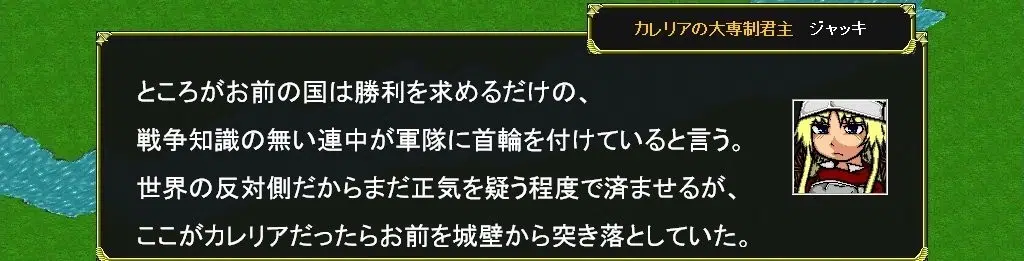 カレリアの大専制君主　ジャッキ
ところがお前の国は勝利を求めるだけの、
戦争知識の無い連中が軍隊に首輪を付けていると言う。
世界の反対側だからまだ正気を疑う程度で済ませるが、
ここがカレリアだったらお前を城壁から突き落としていた。